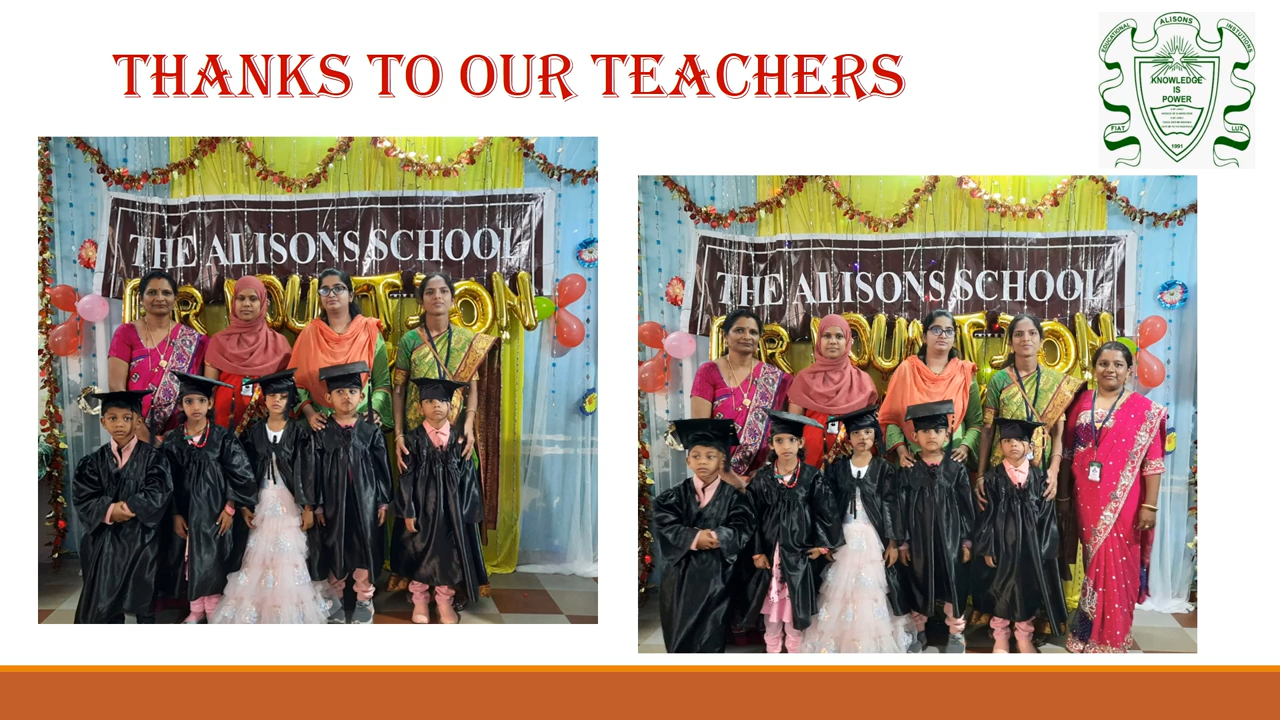 THANKS TO OUR TEACHERS
EDUCATIONAL ALISONS INSTITUTIONS
KNOWLEDGE
IS
POWER
FIAT LUX
1991
THE ALISONS SCHOOL
THE ALISONS SCHOOL